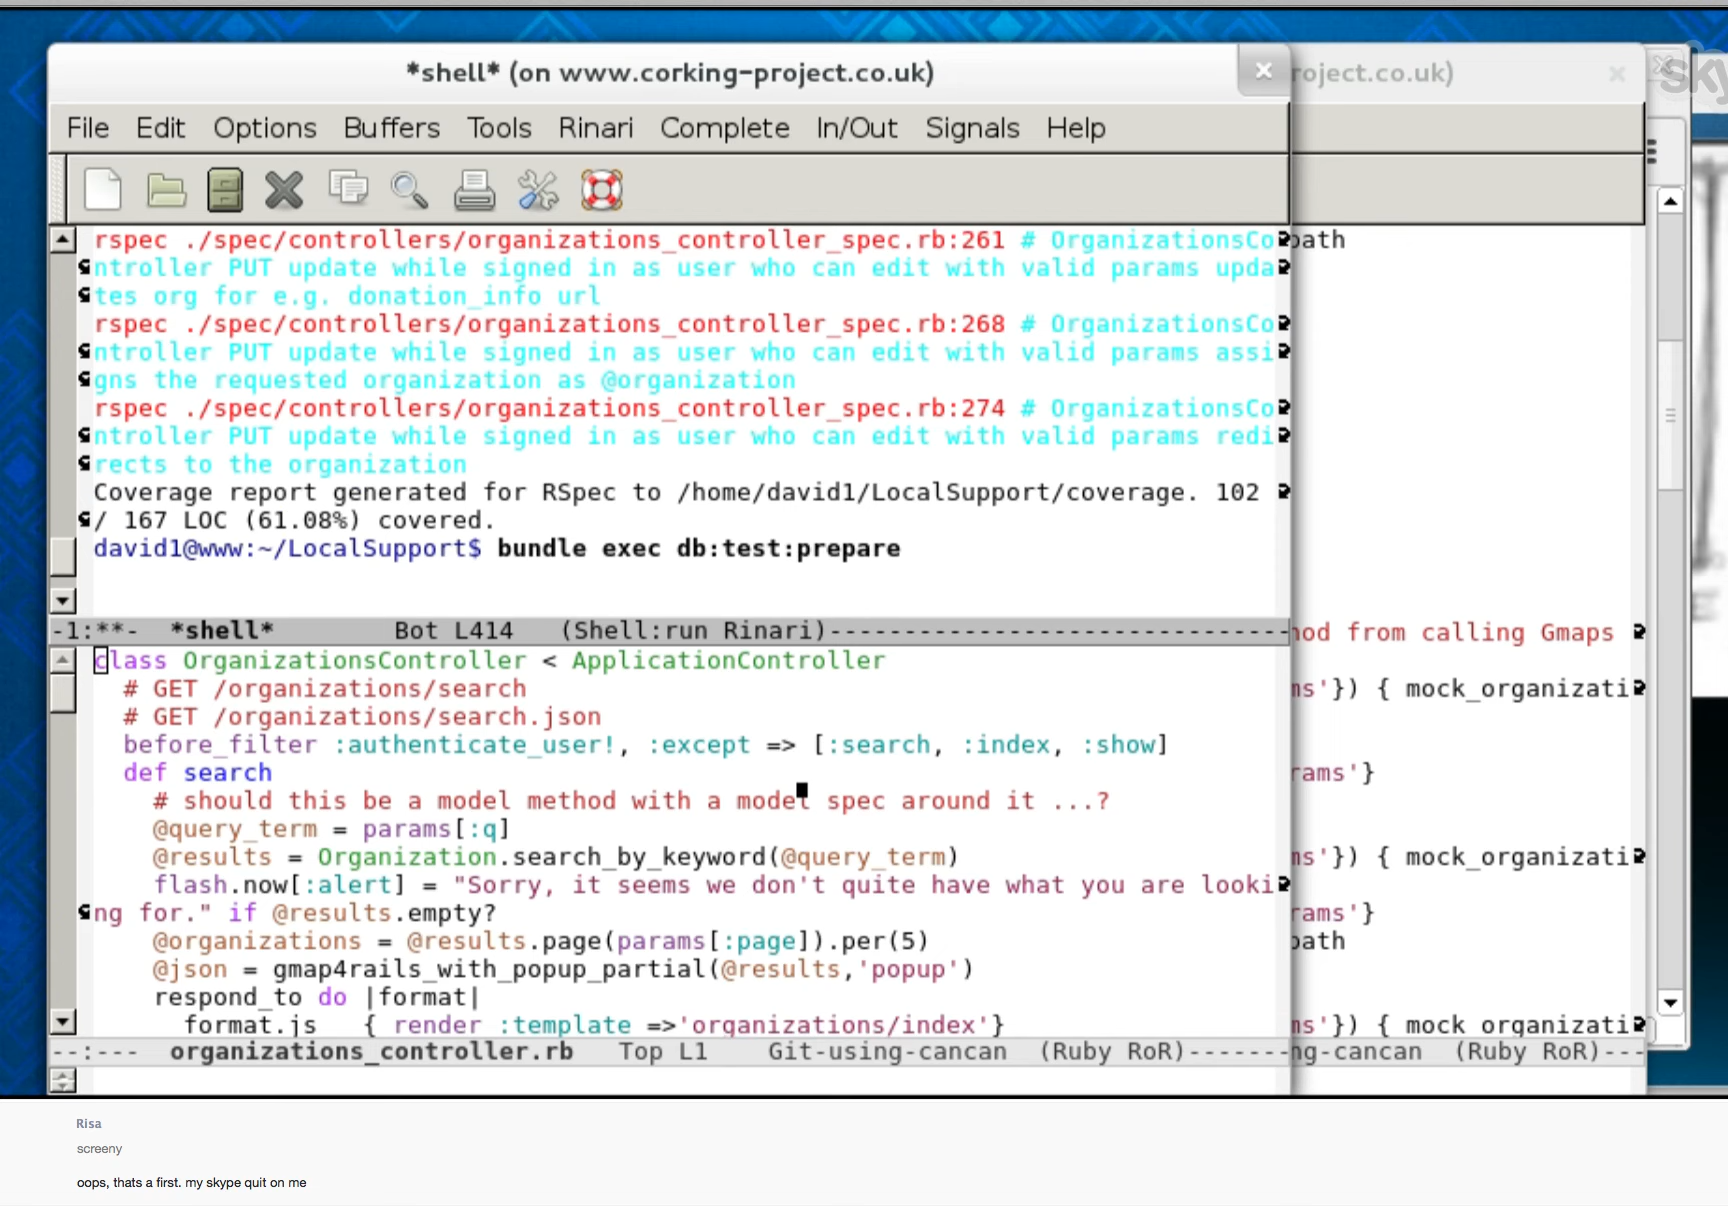 *shell* (on www.corking-project.co.uk)
roject.co.uk)
sky
File Edit Options Buffers Tools Rinari Complete In/Out Signals Help
rspec ./spec/controllers/organizations_controller_spec.rb:261 # OrganizationsCo
ntroller PUT update while signed in as user who can edit with valid params upda
tes org for e.g. donation_info url
rspec ./spec/controllers/organizations_controller_spec.rb:268 # OrganizationsCo
ntroller PUT update while signed in as user who can edit with valid params assi
gns the requested organization as @organization
rspec ./spec/controllers/organizations_controller_spec.rb:274 # OrganizationsCo
ntroller PUT update while signed in as user who can edit with valid params redi
rects to the organization
Coverage report generated for RSpec to /home/david1/LocalSupport/coverage. 102
/ 167 LOC (61.08%) covered.
david1@www:~/LocalSupport$ bundle exec db:test:prepare
-1:**- *shell* Bot L414 (Shell:run Rinari)-------------------------------
class OrganizationsController < ApplicationController
# GET /organizations/search
# GET /organizations/search.json
before_filter :authenticate_user!, :except => [:search, :index, :show]
def search
# should this be a model method with a model spec around it ...?
@query_term = params[:q]
@results = Organization.search_by_keyword(@query_term)
flash.now[:alert] = "Sorry, it seems we don't quite have what you are looki
ng for." if @results.empty?
@organizations = @results.page(params[:page]).per(5)
@json = gmap4rails_with_popup_partial(@results,'popup')
respond_to do |format|
format.js { render :template =>'organizations/index'}
--:--- organizations_controller.rb Top L1 Git-using-cancan (Ruby RoR)-------
path
hod from calling Gmaps
ms'}) { mock_organizati
rams'}
ms'}) { mock_organizati
rams'}
path
ms'}) { mock_organizati
ng-cancan (Ruby RoR)---
Risa
screeny
oops, thats a first. my skype quit on me